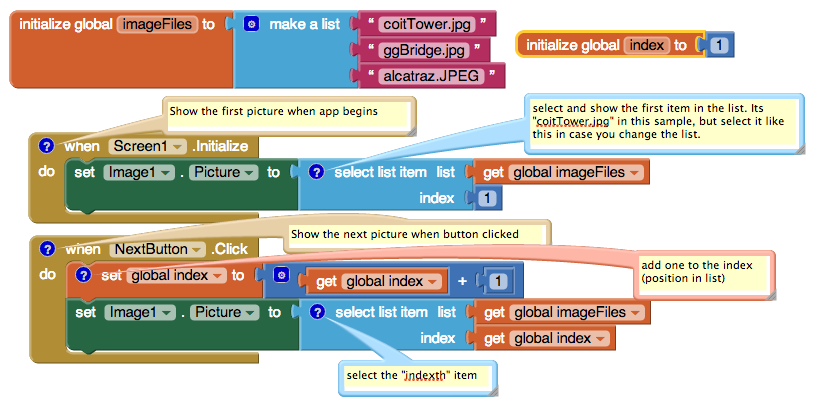 initialize global imageFiles to make a list " coitTower.jpg "
" ggBridge.jpg "
" alcatraz.JPEG "
initialize global index to 1
Show the first picture when app begins
select and show the first item in the list. Its
"coitTower.jpg" in this sample, but select it like
this in case you change the list.
? when Screen1 .Initialize
do set Image1 . Picture to ? select list item list get global imageFiles
index 1
Show the next picture when button clicked
? when NextButton .Click
do ? set global index to get global index + 1
add one to the index
(position in list)
set Image1 . Picture to ? select list item list get global imageFiles
index get global index
select the "indexth" item